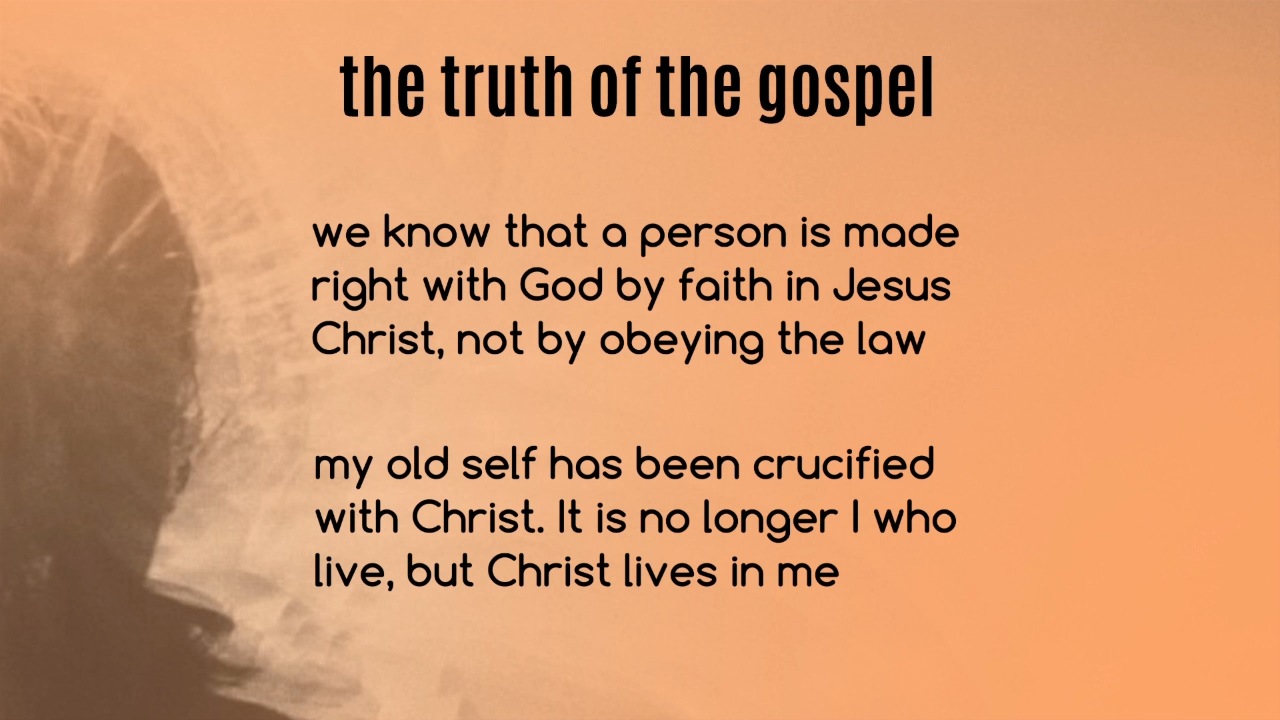 the truth of the gospel
we know that a person is made
right with God by faith in Jesus
Christ, not by obeying the law
my old self has been crucified
with Christ. It is no longer I who
live, but Christ lives in me